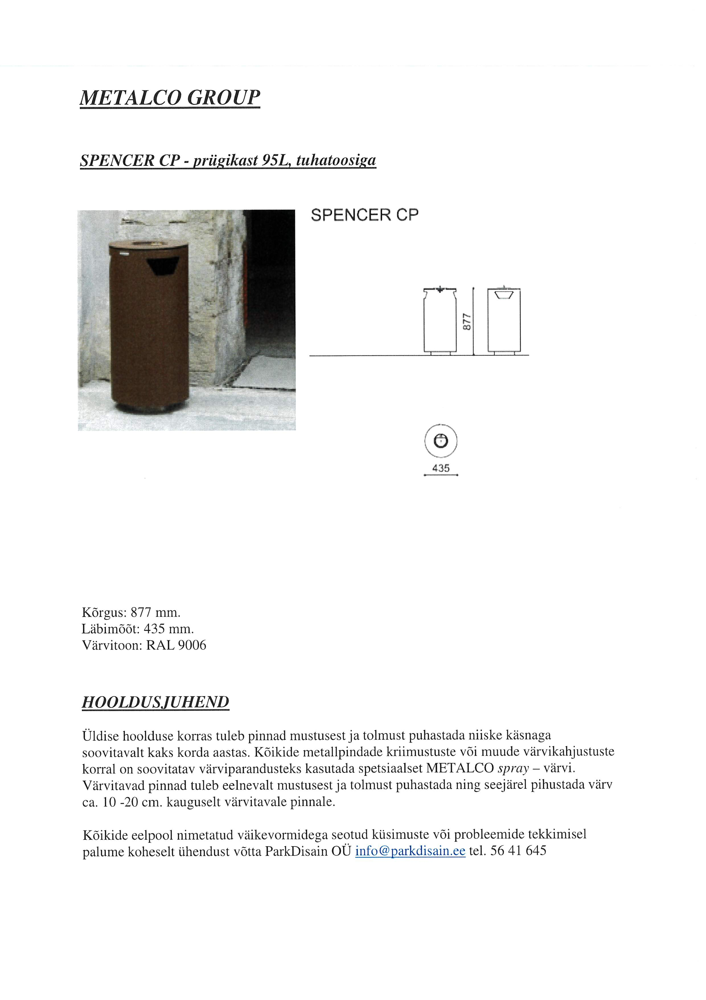 METALCO GROUP
SPENCER CP - prügikast 95L, tuhatoosiga
SPENCER CP
877
435
Kõrgus: 877 mm.
Läbimõõt: 435 mm.
Värvitoon: RAL 9006
HOOLDUSJUHEND
Üldise hoolduse korras tuleb pinnad mustusest ja tolmust puhastada niiske käsnaga
soovitavalt kaks korda aastas. Kõikide metallpindade kriimustuste või muude värvikahjustuste
korral on soovitatav värviparandusteks kasutada spetsiaalset METALCO spray – värvi.
Värvitavad pinnad tuleb eelnevalt mustusest ja tolmust puhastada ning seejärel pihustada värv
ca. 10 -20 cm. kauguselt värvitavale pinnale.
Kõikide eelpool nimetatud väikevormidega seotud küsimuste või probleemide tekkimisel
palume koheselt ühendust võtta ParkDisain OÜ info@parkdisain.ee tel. 56 41 645